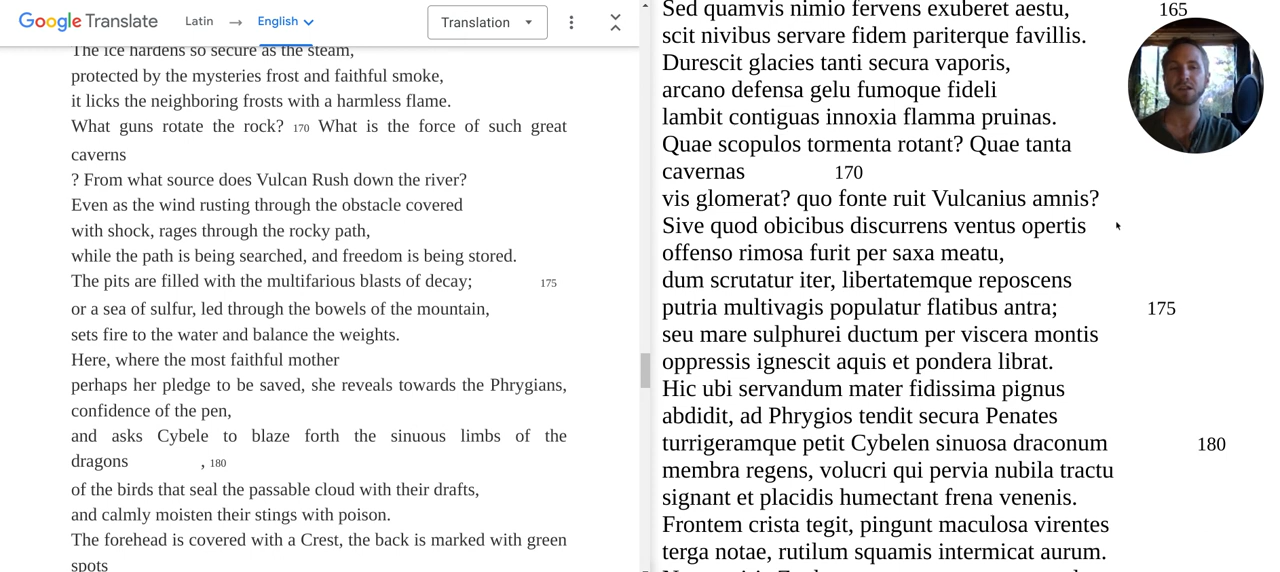 Google Translate Latin → English Translation
The ice hardens so secure as the steam,
protected by the mysteries frost and faithful smoke,
it licks the neighboring frosts with a harmless flame.
What guns rotate the rock? 170 What is the force of such great
caverns
? From what source does Vulcan Rush down the river?
Even as the wind rusting through the obstacle covered
with shock, rages through the rocky path,
while the path is being searched, and freedom is being stored.
The pits are filled with the multifarious blasts of decay; 175
or a sea of sulfur, led through the bowels of the mountain,
sets fire to the water and balance the weights.
Here, where the most faithful mother
perhaps her pledge to be saved, she reveals towards the Phrygians,
confidence of the pen,
and asks Cybele to blaze forth the sinuous limbs of the
dragons , 180
of the birds that seal the passable cloud with their drafts,
and calmly moisten their stings with poison.
The forehead is covered with a Crest, the back is marked with green
spots
Sed quamvis nimio fervens exuberet aestu, 165
scit nivibus servare fidem pariterque favillis.
Durescit glacies tanti secura vaporis,
arcano defensa gelu fumoque fideli
lambit contiguas innoxia flamma pruinas.
Quae scopulos tormenta rotant? Quae tanta
cavernas 170
vis glomerat? quo fonte ruit Vulcanius amnis?
Sive quod obicibus discurrens ventus opertis
offenso rimosa furit per saxa meatu,
dum scrutatur iter, libertatemque reposcens
putria multivagis populatur flatibus antra; 175
seu mare sulphurei ductum per viscera montis
oppressis ignescit aquis et pondera librat.
Hic ubi servandum mater fidissima pignus
abdidit, ad Phrygios tendit secura Penates
turrigeramque petit Cybelen sinuosa draconum 180
membra regens, volucri qui pervia nubila tractu
signant et placidis humectant frena venenis.
Frontem crista tegit, pingunt maculosa virentes
terga notae, rutilum squamis intermicat aurum.